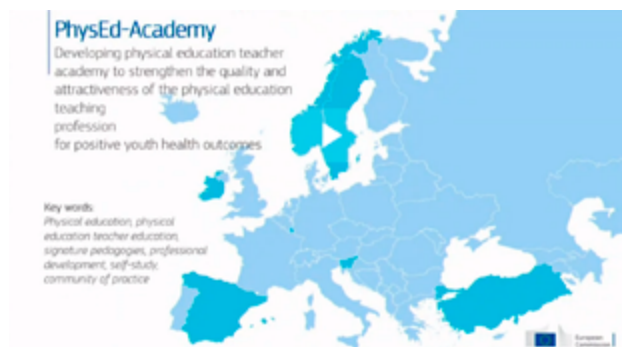 PhysEd-Academy
Developing physical education teacher
academy to strengthen the quality and
attractiveness of the physical education
teaching
profession
for positive youth health outcomes
Key words:
Physical education, physical
education teacher education,
signature pedagogies, professional
development, self-study,
community of practice
European
Commission